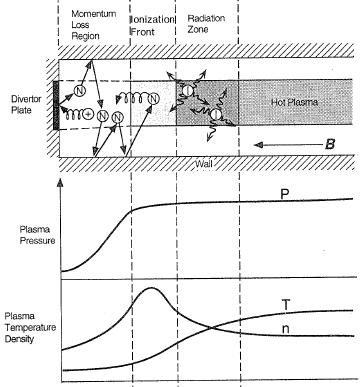 Momentum
Loss
Region
Ionization
Front
Radiation
Zone
Divertor
Plate
N
N
N
N
+
I
I
Hot Plasma
B
Wall
Plasma
Pressure
P
Plasma
Temperature
Density
T
n